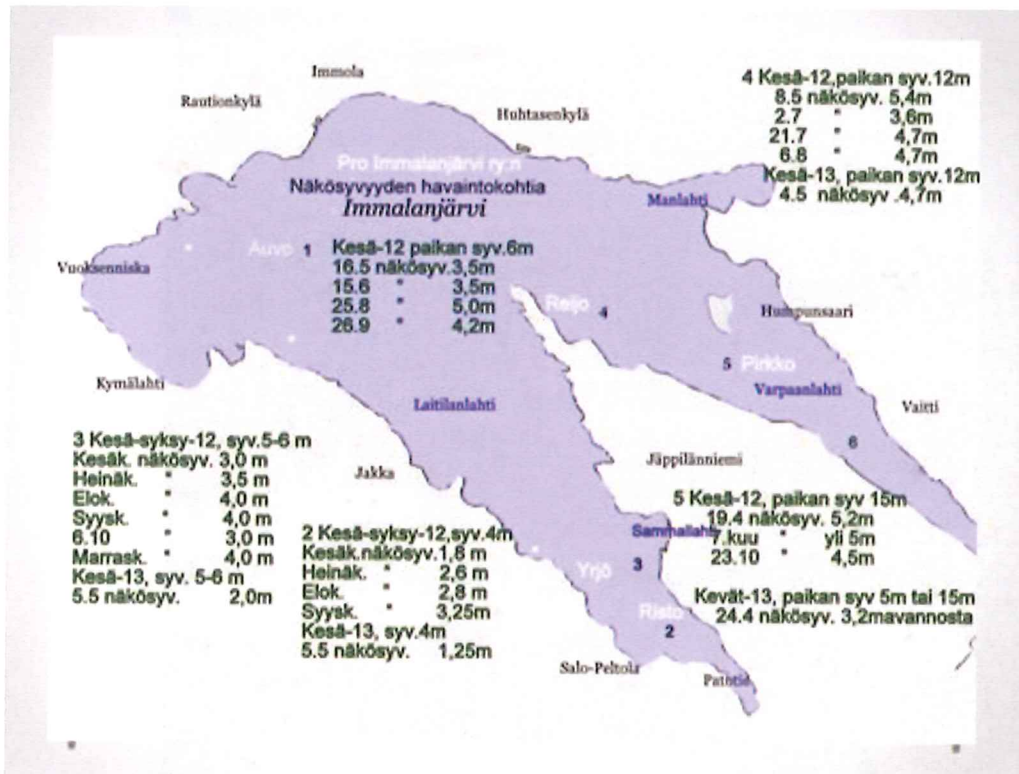 Immola
Rautionkylä
Huhtasenkylä
4 Kesä-12,paikan syv.12m
8.5 näkösyv. 5,4m
2.7 " 3,6m
21.7 " 4,7m
6.8 " 4,7m
Kesä-13, paikan syv.12m
4.5 näkösyv .4,7m
Pro Immalanjärvi ry:n
Näkösyvyyden havaintokohtia
Immalanjärvi
Manlahti
Auvo 1
Kesä-12 paikan syv.6m
16.5 näkösyv.3,5m
15.6 " 3,5m
25.8 " 5,0m
26.9 " 4,2m
Vuoksenniska
Reijo 4
Humpunsaari
5 Pirkko
Varpaanlahti
Kymälahti
Laitilanlahti
Vaitti
6
3 Kesä-syksy-12, syv.5-6 m
Kesäk. näkösyv. 3,0 m
Heinäk. " 3,5 m
Elok. " 4,0 m
Syysk. " 4,0 m
6.10 " 3,0 m
Marrask. " 4,0 m
Kesä-13, syv. 5-6 m
5.5 näkösyv. 2,0m
Jakka
Jäppilänniemi
2 Kesä-syksy-12,syv.4m
Kesäk.näkösyv.1,6 m
Heinäk. " 2,6 m
Elok. " 2,8 m
Syysk. " 3,25m
Kesä-13, syv.4m
5.5 näkösyv. 1,25m
5 Kesä-12, paikan syv 15m
19.4 näkösyv. 5,2m
7.kuu " yli 5m
23.10 " 4,5m
Kevät-13, paikan syv 5m tai 15m
24.4 näkösyv. 3,2mavannosta
Sammallahti
Yrjö 3
Risto
2
Salo-Peltola